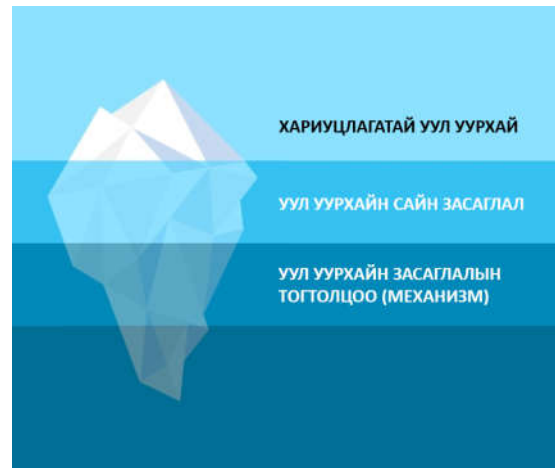 ХАРИУЦЛАГАТАЙ УУЛ УУРХАЙ
УУЛ УУРХАЙН САЙН ЗАСАГЛАЛ
УУЛ УУРХАЙН ЗАСАГЛАЛЫН
ТОГТОЛЦОО (МЕХАНИЗМ)